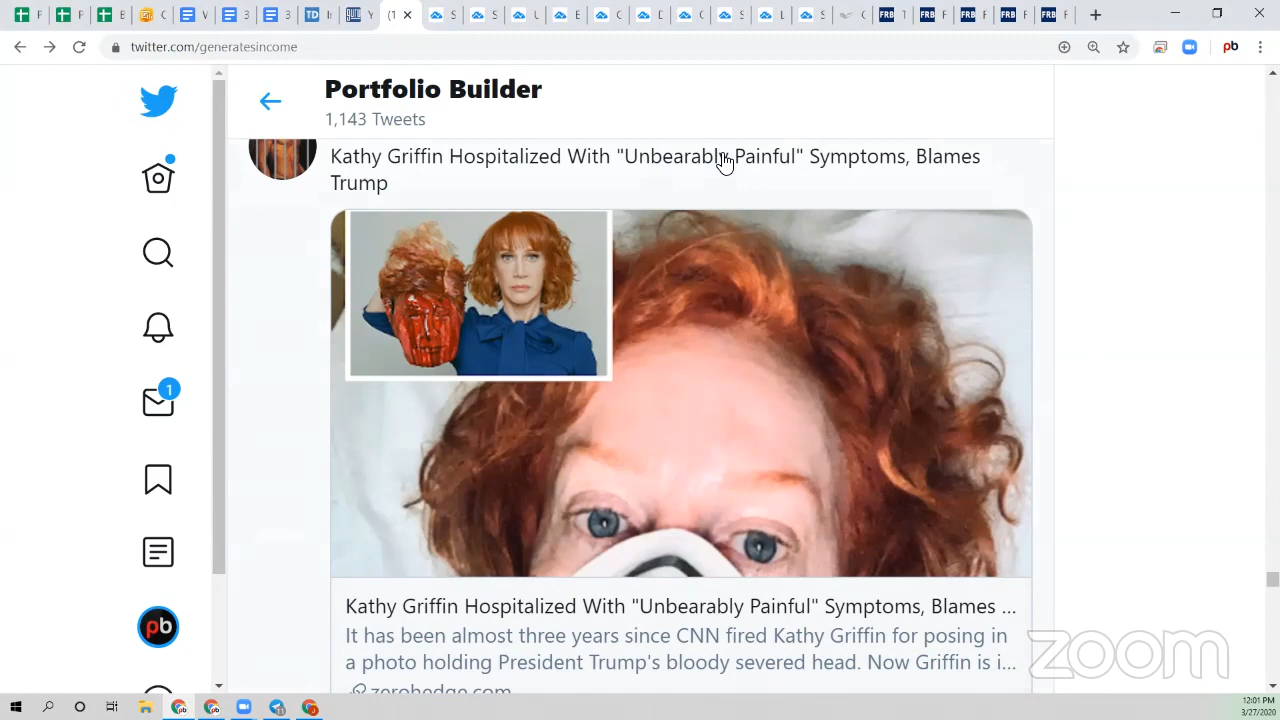 twitter.com/generatesincome
pb
Portfolio Builder
1,143 Tweets
Kathy Griffin Hospitalized With "Unbearably Painful" Symptoms, Blames
Trump
1
Kathy Griffin Hospitalized With "Unbearably Painful" Symptoms, Blames ...
It has been almost three years since CNN fired Kathy Griffin for posing in
a photo holding President Trump's bloody severed head. Now Griffin is i...
zerohedge.com
pb
zoom
12:01 PM
3/27/2020